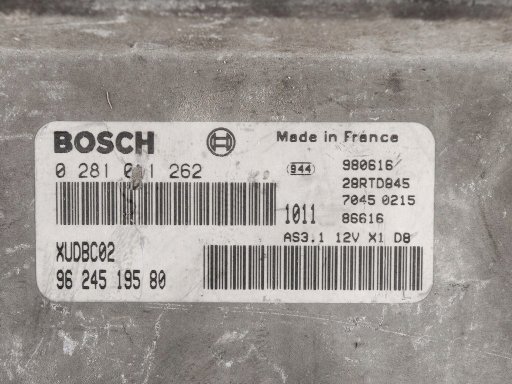 BOSCH
Made in France
0 281 011 262
944
980616
28RTD845
7045 0215
1011
86616
AS3.1 12V X1 D8
XUDBC02
96 245 195 80